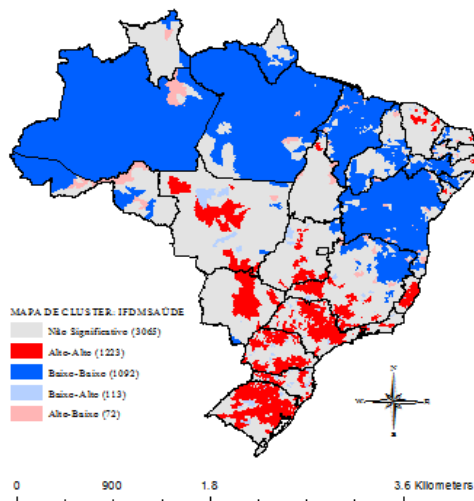 MAPA DE CLUSTER: IFDMSAÚDE
Não Significativo (3065)
Alto-Alto (1223)
Baixo-Baixo (1092)
Baixo-Alto (113)
Alto-Baixo (72)
N
W E
S
0 900 1.8 3.6 Kilometers